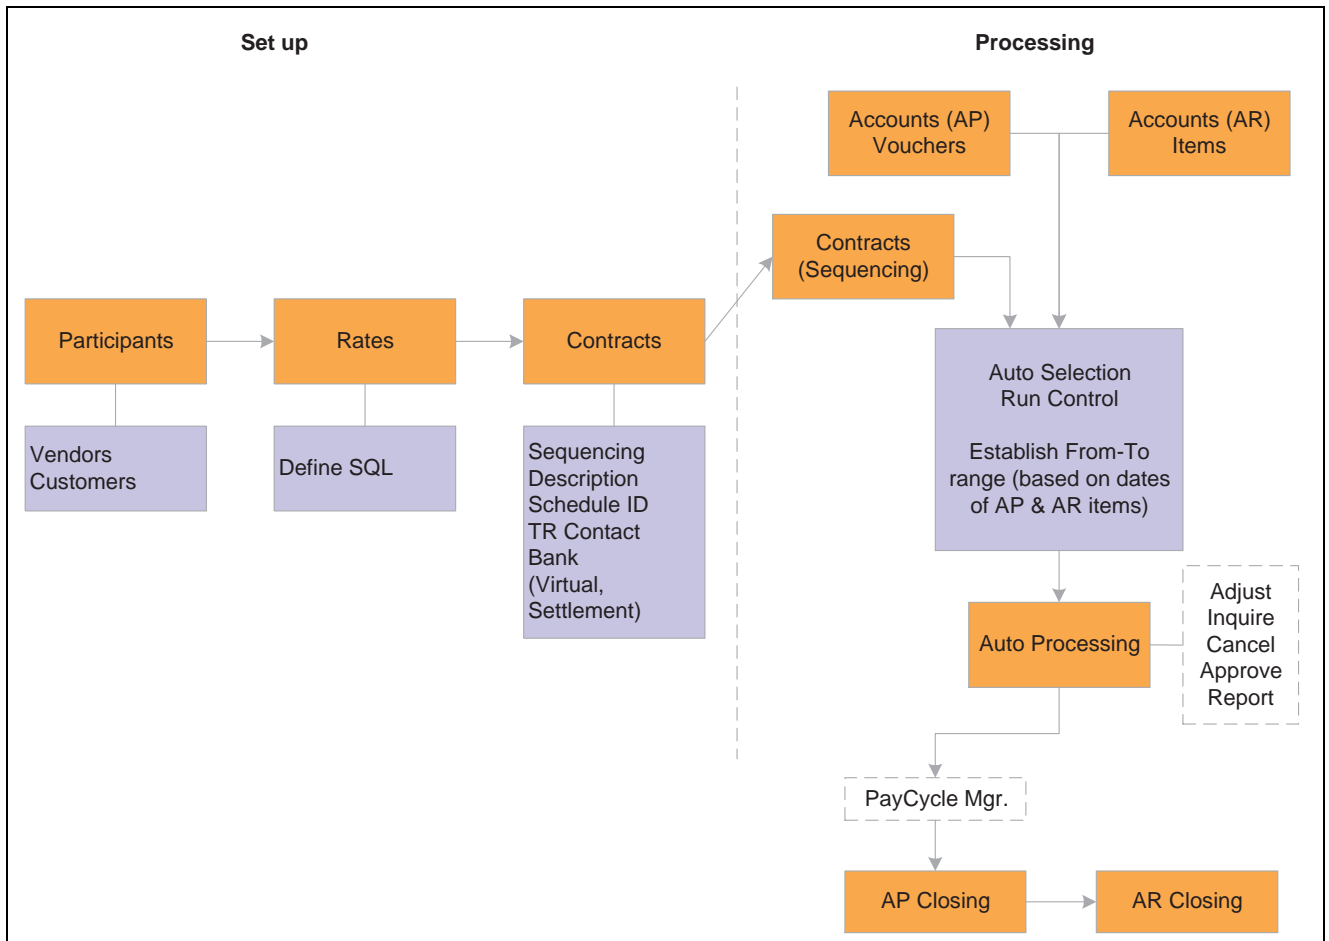 Set up
Processing
Accounts (AP)
Vouchers
Accounts (AR)
Items
Contracts
(Sequencing)
Participants
Rates
Contracts
Vendors
Customers
Define SQL
Sequencing
Description
Schedule ID
TR Contact
Bank
(Virtual,
Settlement)
Auto Selection
Run Control
Establish From-To
range (based on dates
of AP & AR items)
Auto Processing
Adjust
Inquire
Cancel
Approve
Report
PayCycle Mgr.
AP Closing
AR Closing